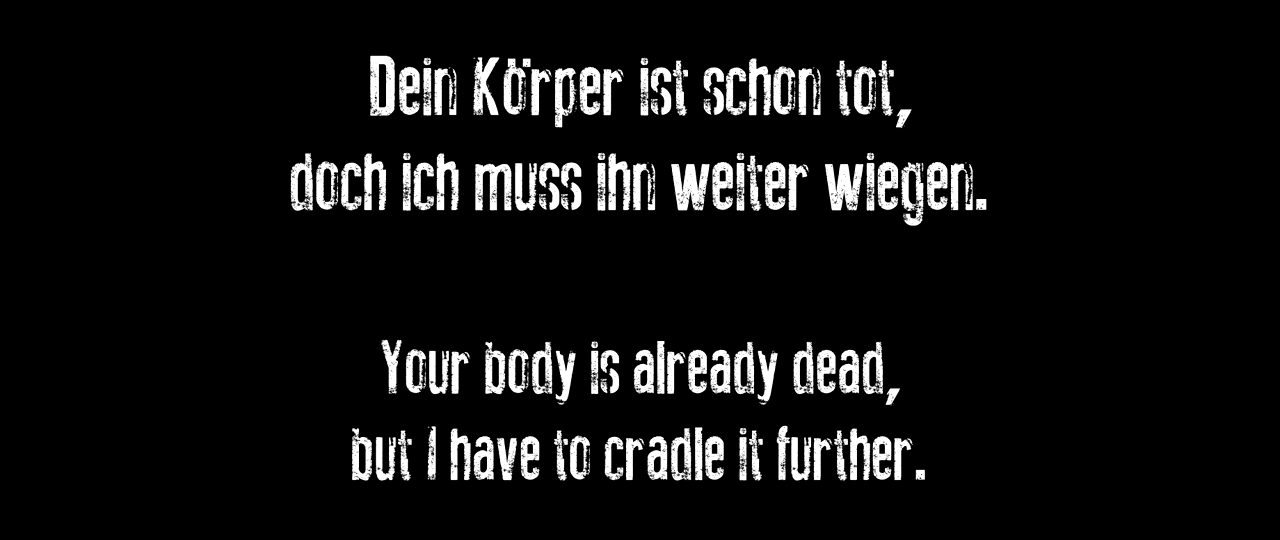 Dein Körper ist schon tot,
doch ich muss ihn weiter wiegen.
Your body is already dead,
but I have to cradle it further.